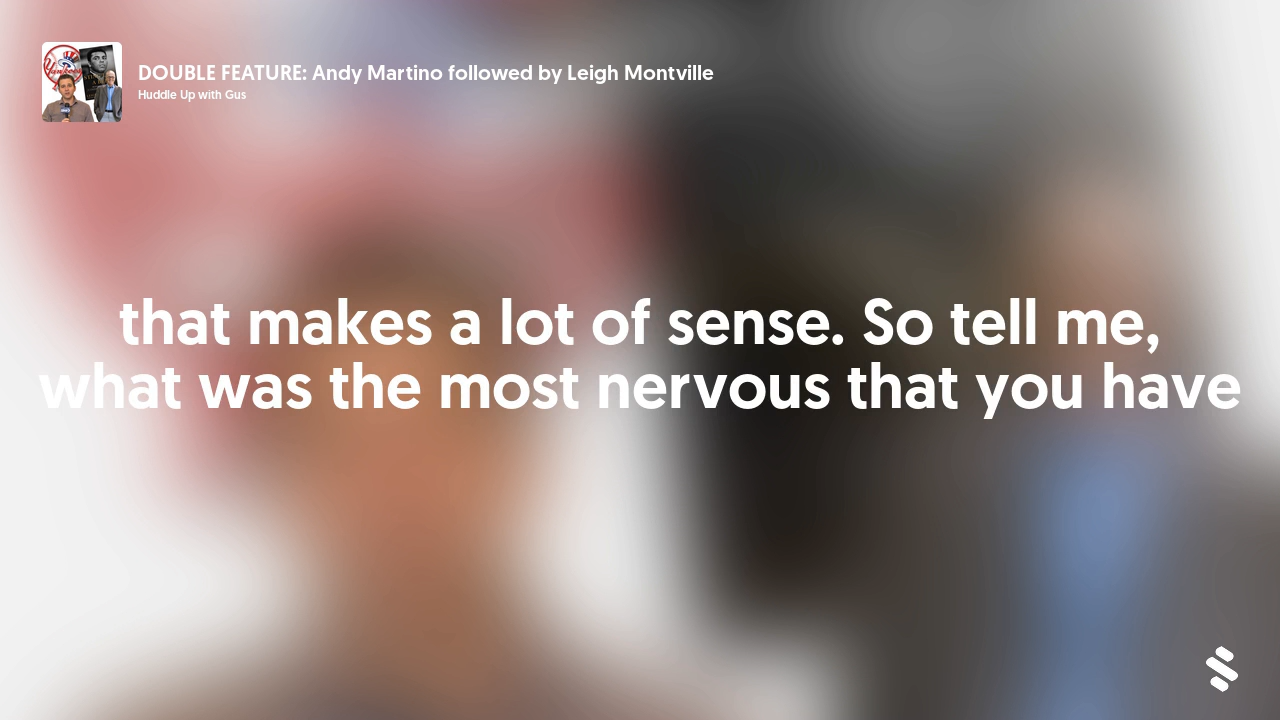 DOUBLE FEATURE: Andy Martino followed by Leigh Montville
Huddle Up with Gus
that makes a lot of sense. So tell me,
what was the most nervous that you have